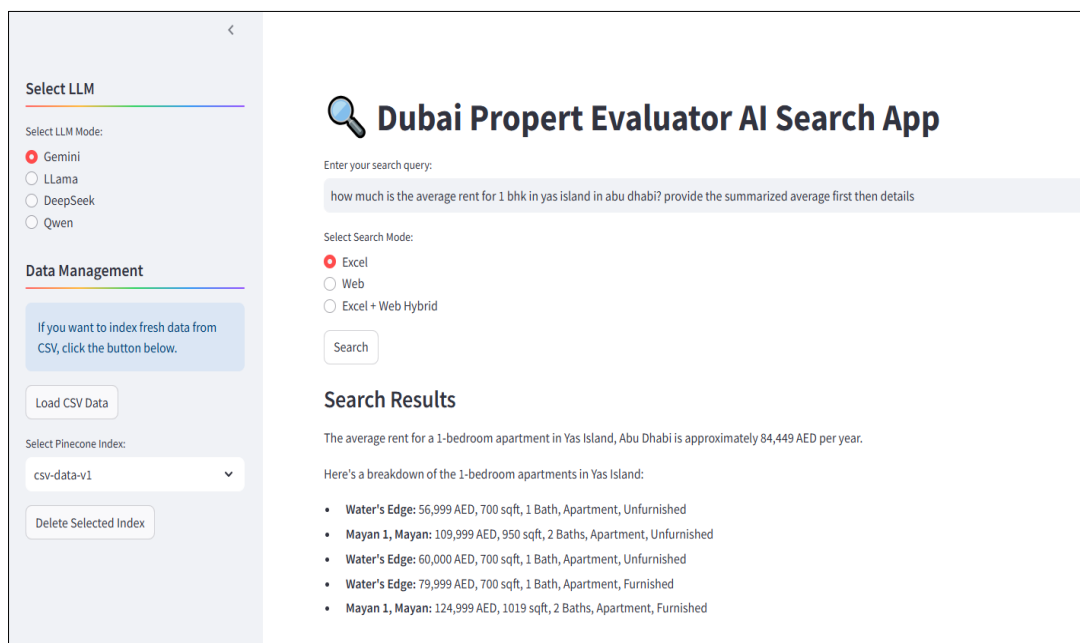 Select LLM
Select LLM Mode:
Gemini
LLama
DeepSeek
Qwen
Data Management
If you want to index fresh data from
CSV, click the button below.
Load CSV Data
Select Pinecone Index:
csv-data-v1
Delete Selected Index
Dubai Propert Evaluator AI Search App
Enter your search query:
how much is the average rent for 1 bhk in yas island in abu dhabi? provide the summarized average first then details
Select Search Mode:
Excel
Web
Excel + Web Hybrid
Search
Search Results
The average rent for a 1-bedroom apartment in Yas Island, Abu Dhabi is approximately 84,449 AED per year.
Here's a breakdown of the 1-bedroom apartments in Yas Island:
• Water's Edge: 56,999 AED, 700 sqft, 1 Bath, Apartment, Unfurnished
• Mayan 1, Mayan: 109,999 AED, 950 sqft, 2 Baths, Apartment, Unfurnished
• Water's Edge: 60,000 AED, 700 sqft, 1 Bath, Apartment, Unfurnished
• Water's Edge: 79,999 AED, 700 sqft, 1 Bath, Apartment, Furnished
• Mayan 1, Mayan: 124,999 AED, 1019 sqft, 2 Baths, Apartment, Furnished